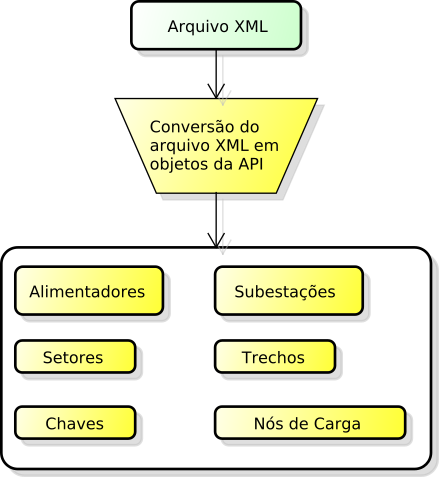 Arquivo XML
Conversão do
arquivo XML em
objetos da API
Alimentadores
Subestações
Setores
Trechos
Chaves
Nós de Carga